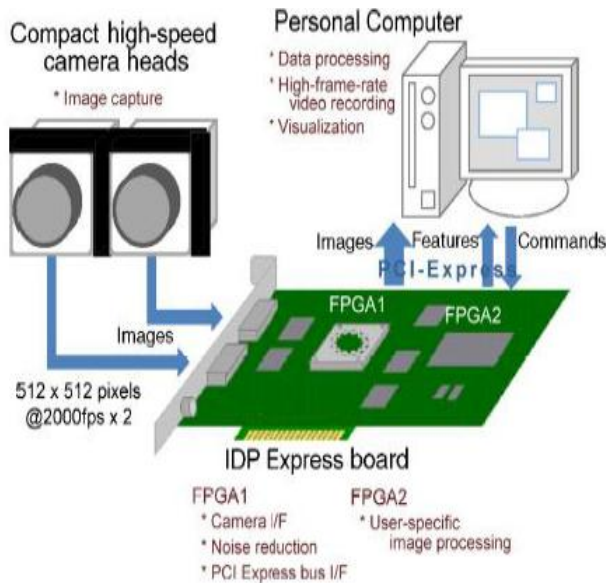 Compact high-speed
camera heads
* Image capture
Personal Computer
* Data processing
* High-frame-rate
video recording
* Visualization
Images
Features
Commands
PCI-Express
FPGA1
FPGA2
Images
512 x 512 pixels
@2000fps x 2
IDP Express board
FPGA1
* Camera I/F
* Noise reduction
* PCI Express bus I/F
FPGA2
* User-specific
image processing